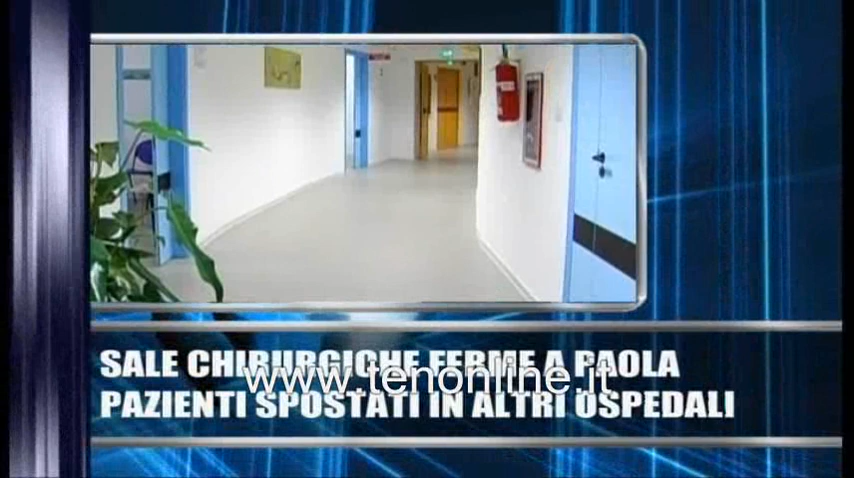 SALE CHIRURGICHE FERME A PAOLA
www.tenonline.it
PAZIENTI SPOSTATI IN ALTRI OSPEDALI